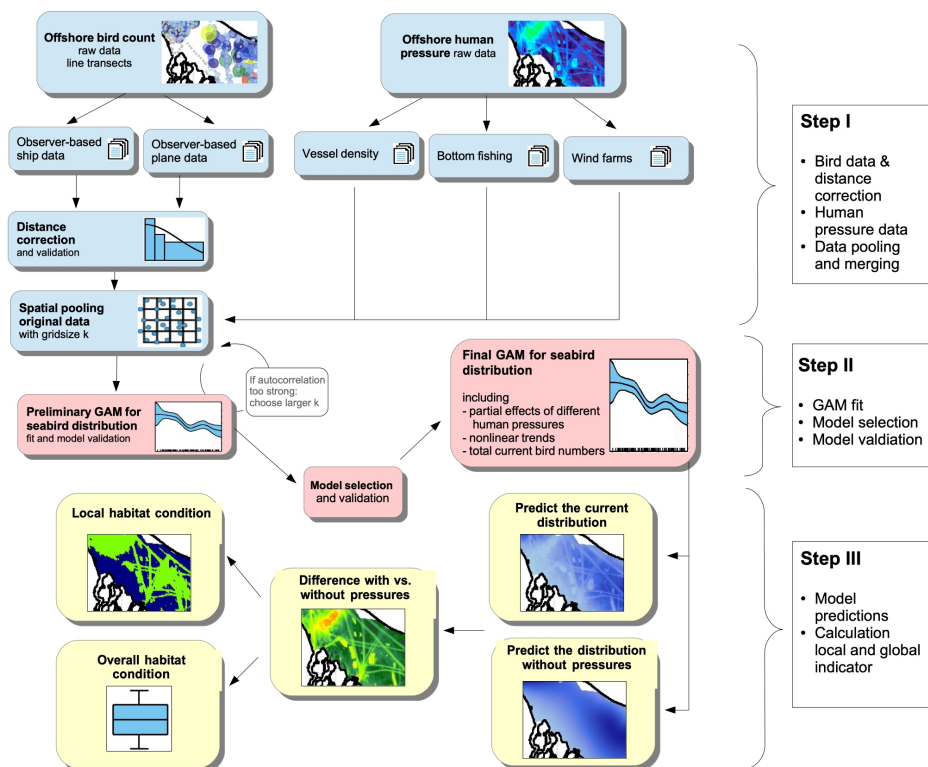 Offshore bird count
raw data
line transects
Offshore human
pressure raw data
Observer-based
ship data
Observer-based
plane data
Vessel density
Bottom fishing
Wind farms
Distance
correction
and validation
Spatial pooling
original data
with gridsize k
If autocorrelation
too strong:
choose larger k
Preliminary GAM for
seabird distribution
fit and model validation
Model selection
and validation
Final GAM for seabird
distribution
including
- partial effects of different
human pressures
- nonlinear trends
- total current bird numbers
Local habitat condition
Predict the current
distribution
Difference with vs.
without pressures
Overall habitat
condition
Predict the distribution
without pressures
Step I
• Bird data &
distance
correction
• Human
pressure data
• Data pooling
and merging
Step II
• GAM fit
• Model selection
• Model valdiation
Step III
• Model
predictions
• Calculation
local and global
indicator